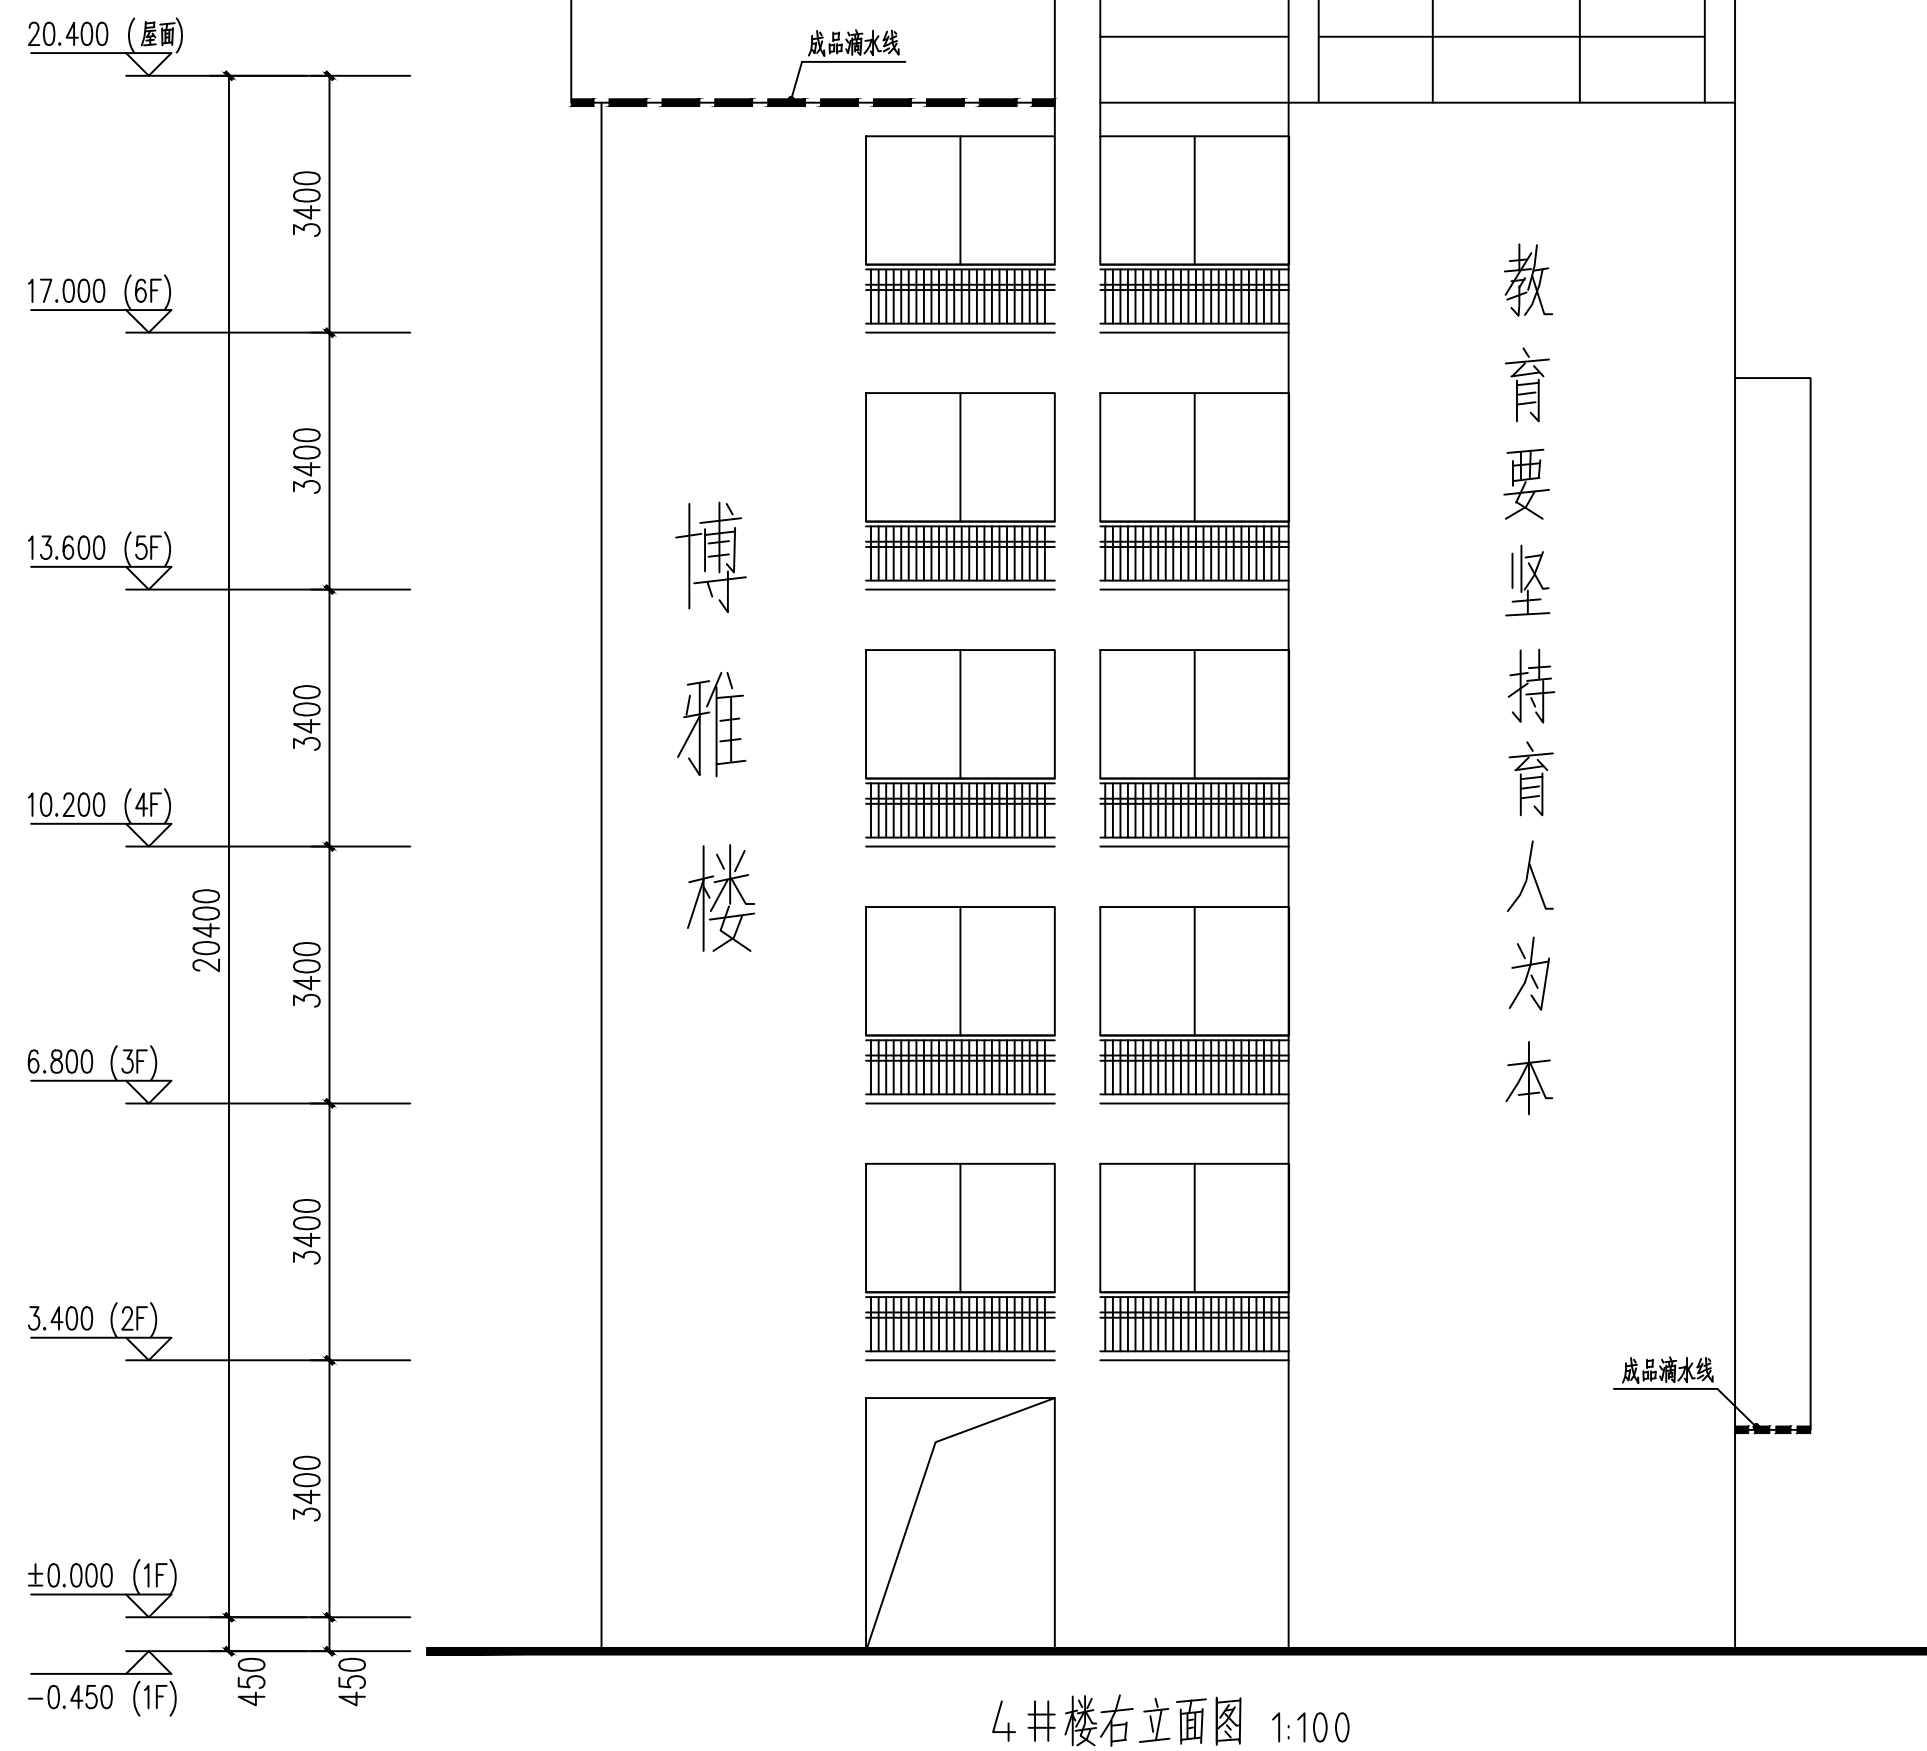 20.400 (屋面)
成品滴水线
3400
17.000 (6F)
3400
13.600 (5F)
3400
10.200 (4F)
20400
3400
6.800 (3F)
3400
3.400 (2F)
3400
±0.000 (1F)
450
450
-0.450 (1F)
博雅楼
教育要坚持育人为本
成品滴水线
4#楼右立面图 1:100